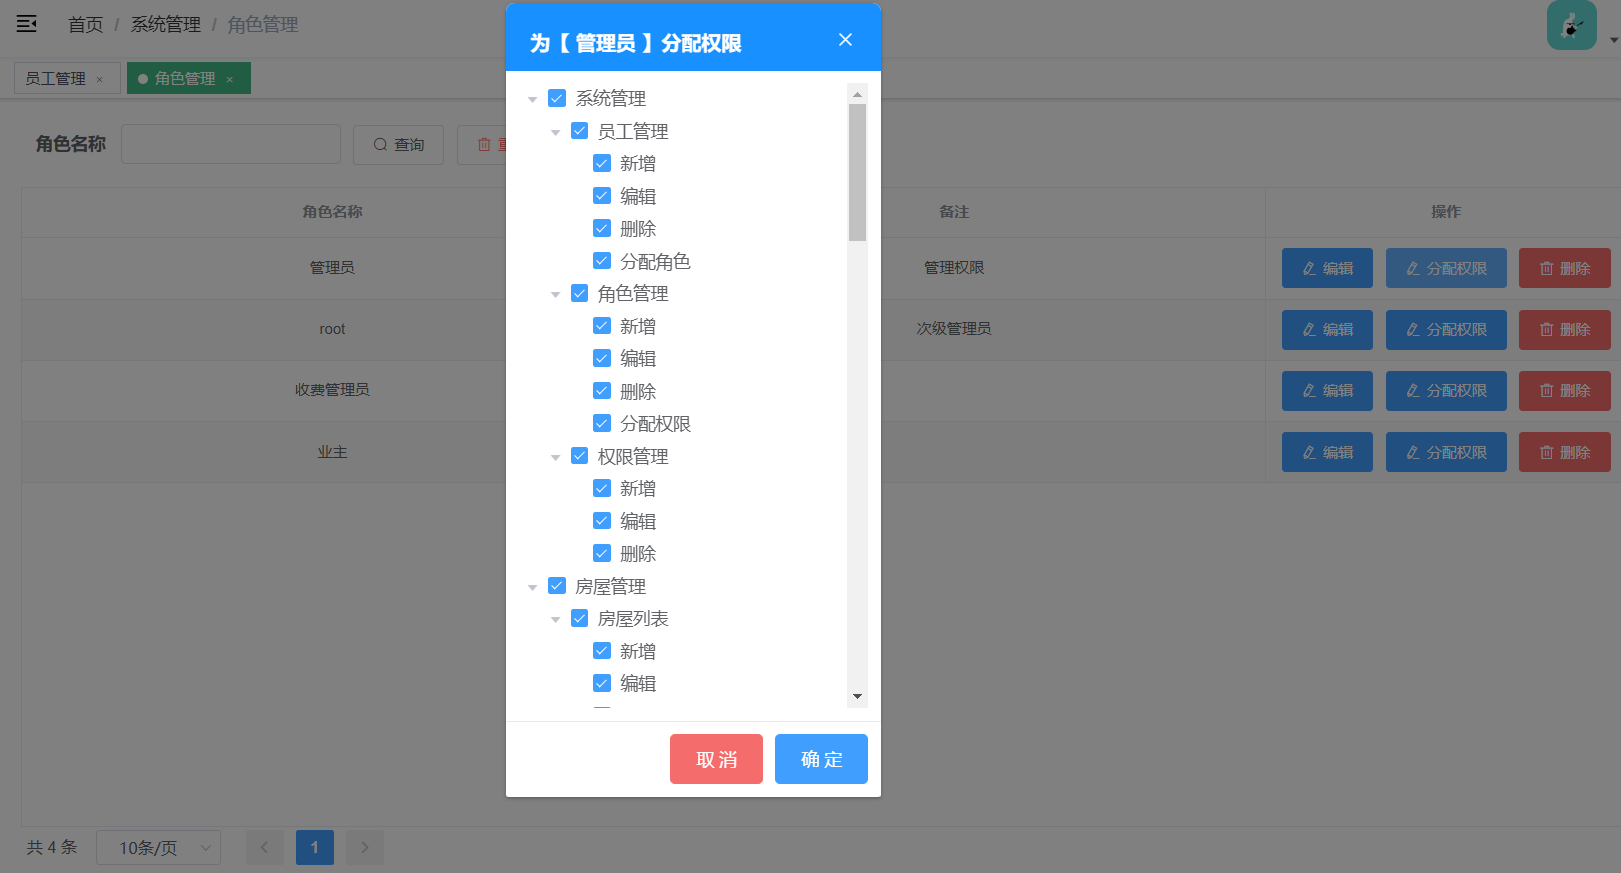 首页 / 系统管理 / 角色管理
员工管理 × 角色管理 ×
角色名称 查询
角色名称 备注 操作
管理员 管理权限 编辑 分配权限 删除
root 次级管理员 编辑 分配权限 删除
收费管理员 编辑 分配权限 删除
业主 编辑 分配权限 删除
共 4 条 10条/页 1
为【 管理员 】分配权限
系统管理
员工管理
新增
编辑
删除
分配角色
角色管理
新增
编辑
删除
分配权限
权限管理
新增
编辑
删除
房屋管理
房屋列表
新增
编辑
取消 确定